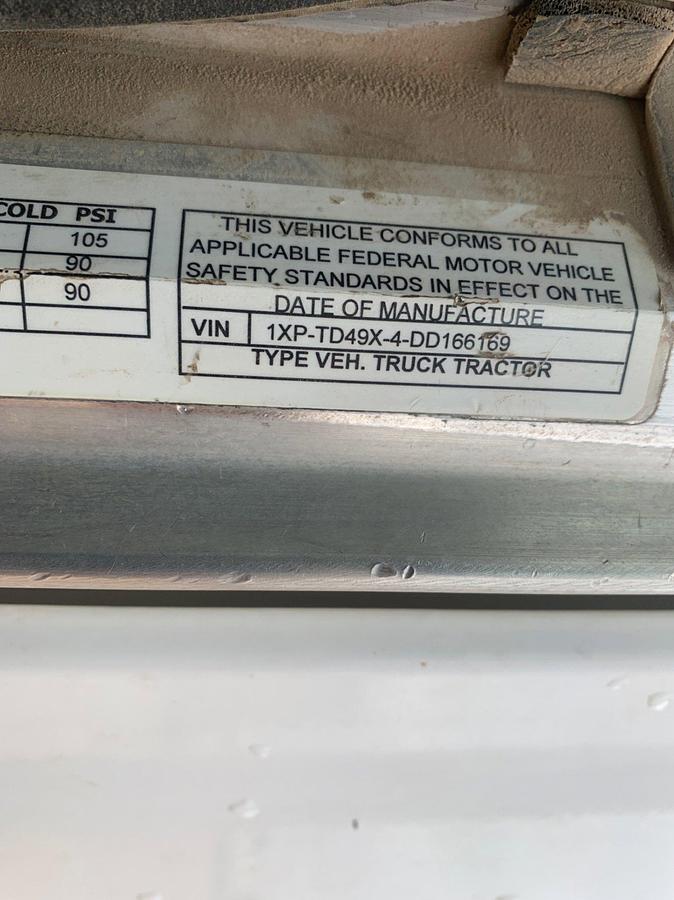 COLD PSI
105
90
90
THIS VEHICLE CONFORMS TO ALL
APPLICABLE FEDERAL MOTOR VEHICLE
SAFETY STANDARDS IN EFFECT ON THE
DATE OF MANUFACTURE
VIN 1XP-TD49X-4-DD166169
TYPE VEH. TRUCK TRACTOR